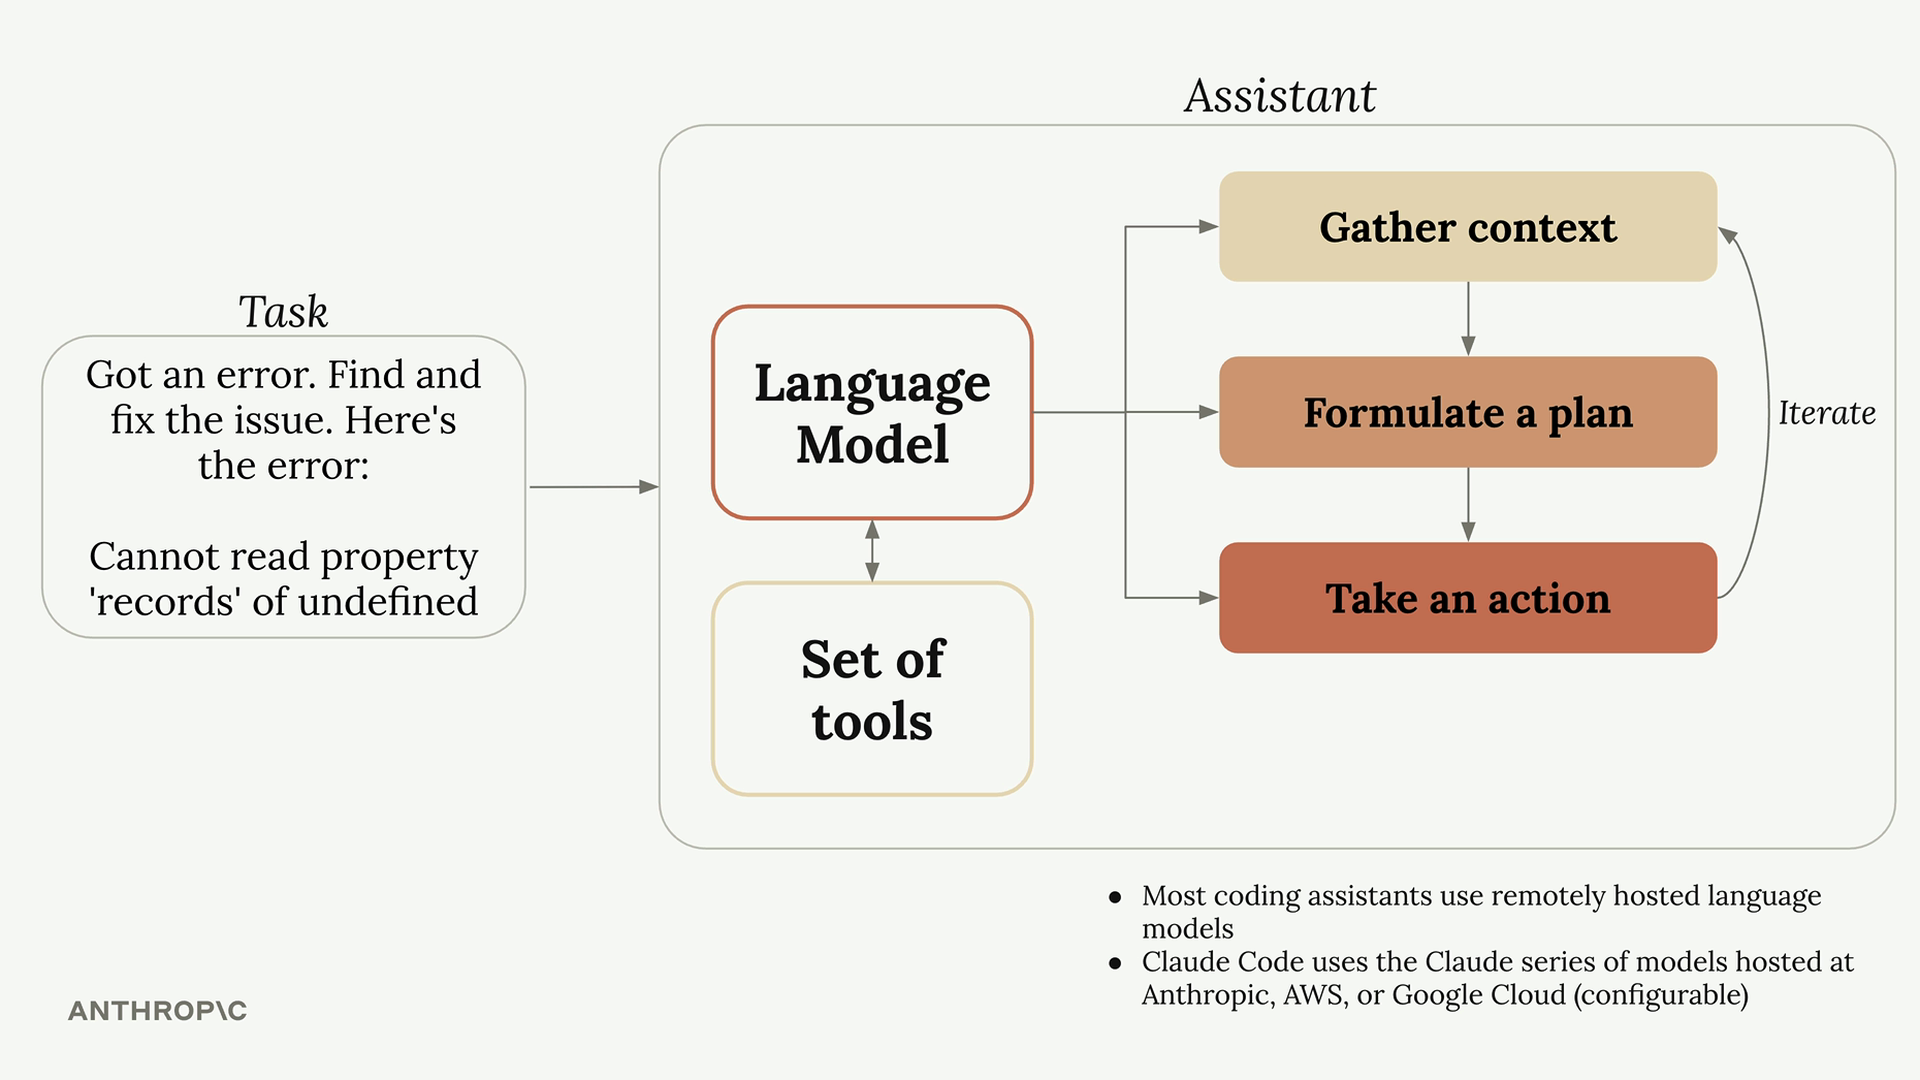 Assistant
Task
Got an error. Find and
fix the issue. Here's
the error:
Cannot read property
'records' of undefined
Language
Model
Set of
tools
Gather context
Formulate a plan
Take an action
Iterate
● Most coding assistants use remotely hosted language
models
● Claude Code uses the Claude series of models hosted at
Anthropic, AWS, or Google Cloud (configurable)
ANTHROP\C